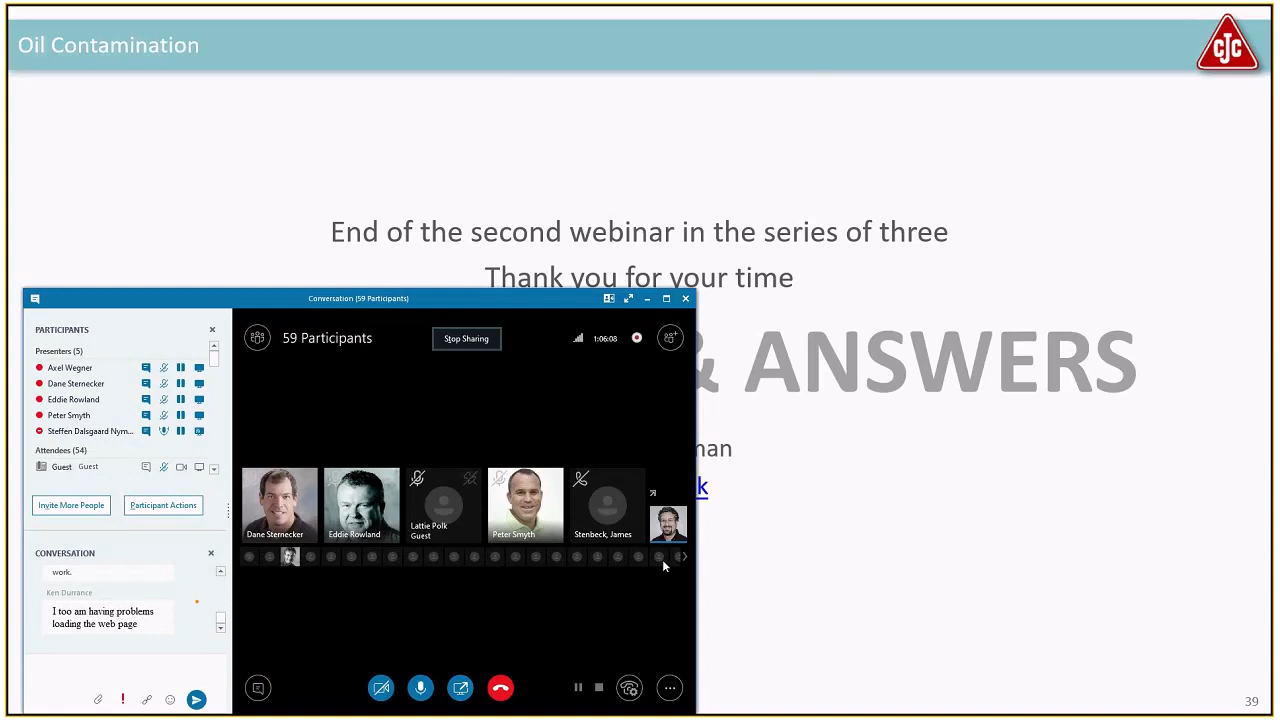 Oil Contamination
CJC
End of the second webinar in the series of three
Thank you for your time
& ANSWERS
Conversation (59 Participants)
PARTICIPANTS
Presenters (5)
Axel Wegner
Dane Sternecker
Eddie Rowland
Peter Smyth
Steffen Dalsgaard Nym...
Attendees (54)
Guest Guest
Invite More People
Participant Actions
CONVERSATION
work.
Ken Durrance
I too am having problems
loading the web page
59 Participants
Stop Sharing
1:06:08
Dane Sternecker
Eddie Rowland
Lattie Polk
Guest
Peter Smyth
Stenbeck, James
man
k
39